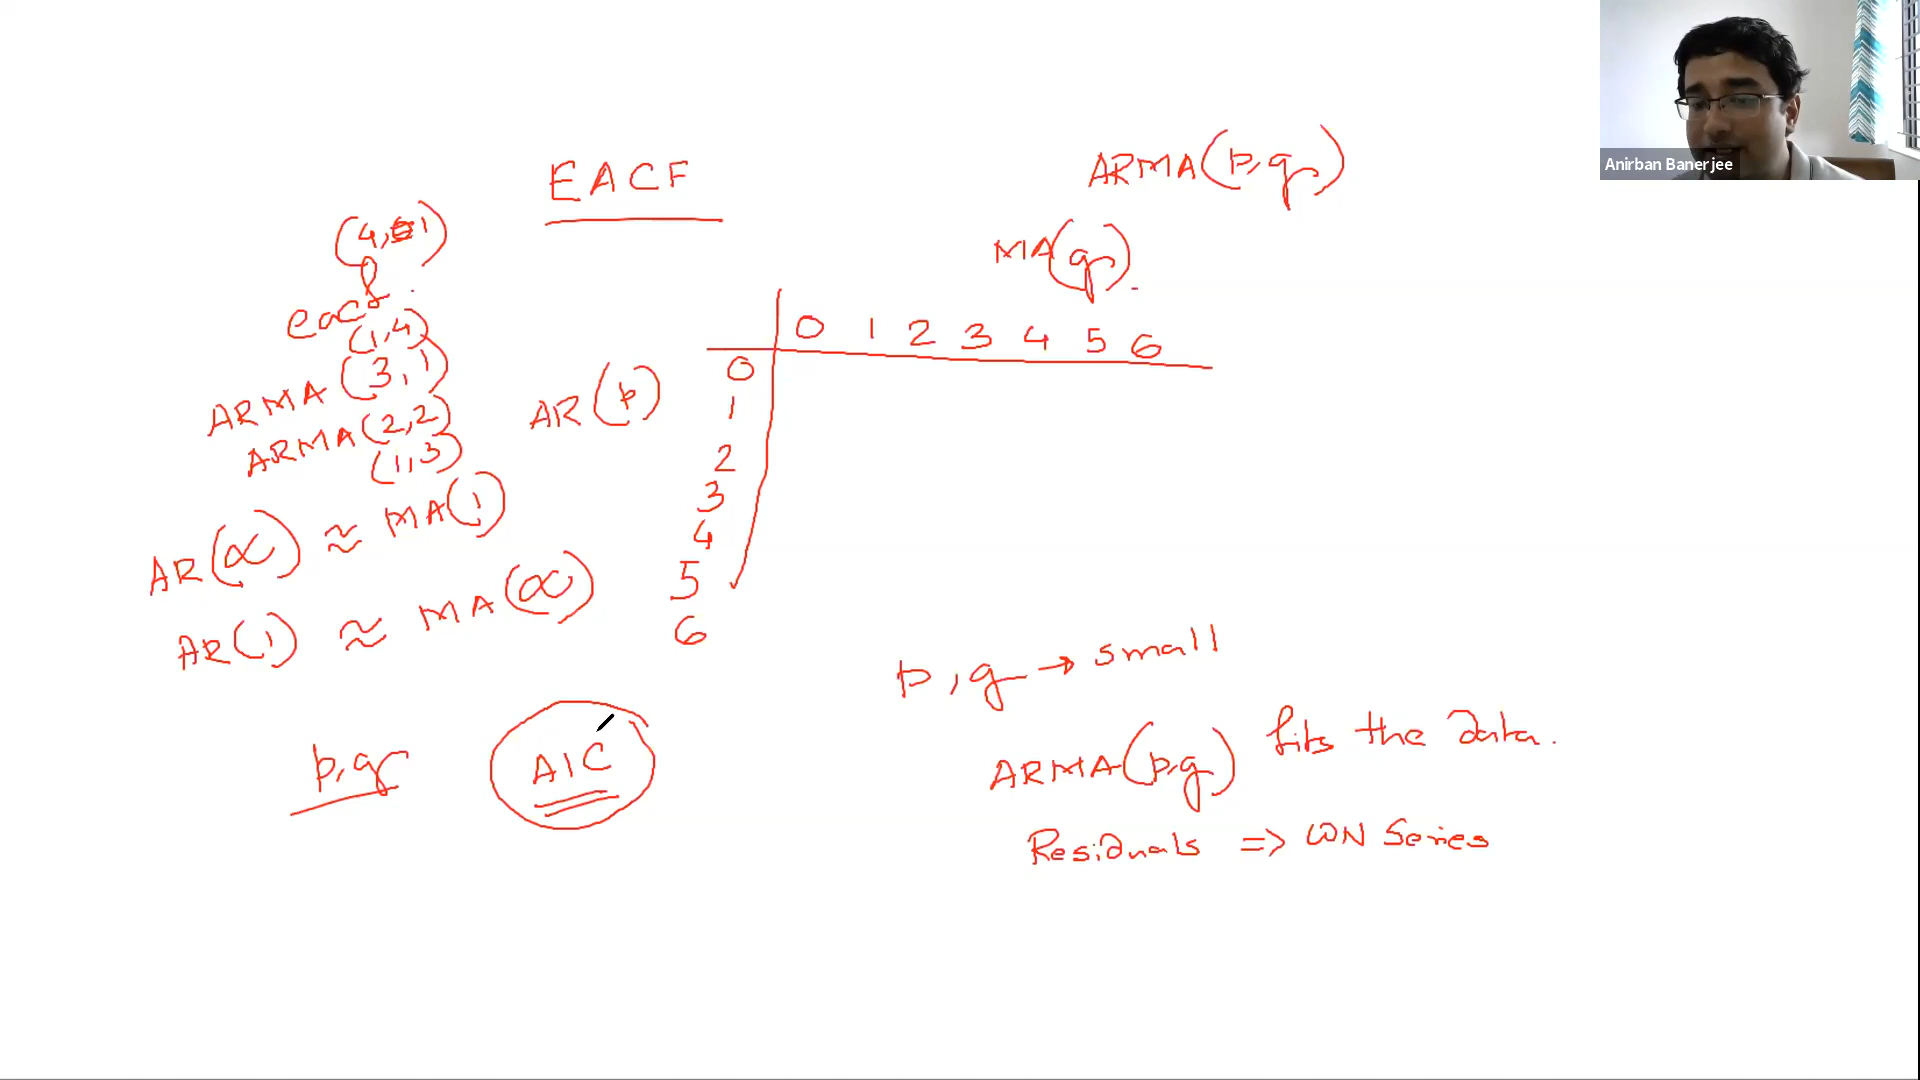 Anirban Banerjee
EACF
ARMA(p,q)
MA(q)
(4,1)
eacf
(1,4)
ARMA (3,1)
ARMA(2,2)
(1,3)
AR(∞) ≈ MA(1)
AR(1) ≈ MA(∞)
0 1 2 3 4 5 6
AR(p)
0
1
2
3
4
5
6
p,q
AIC
p,q → small
ARMA(p,q) fits the data.
Residuals => WN Series